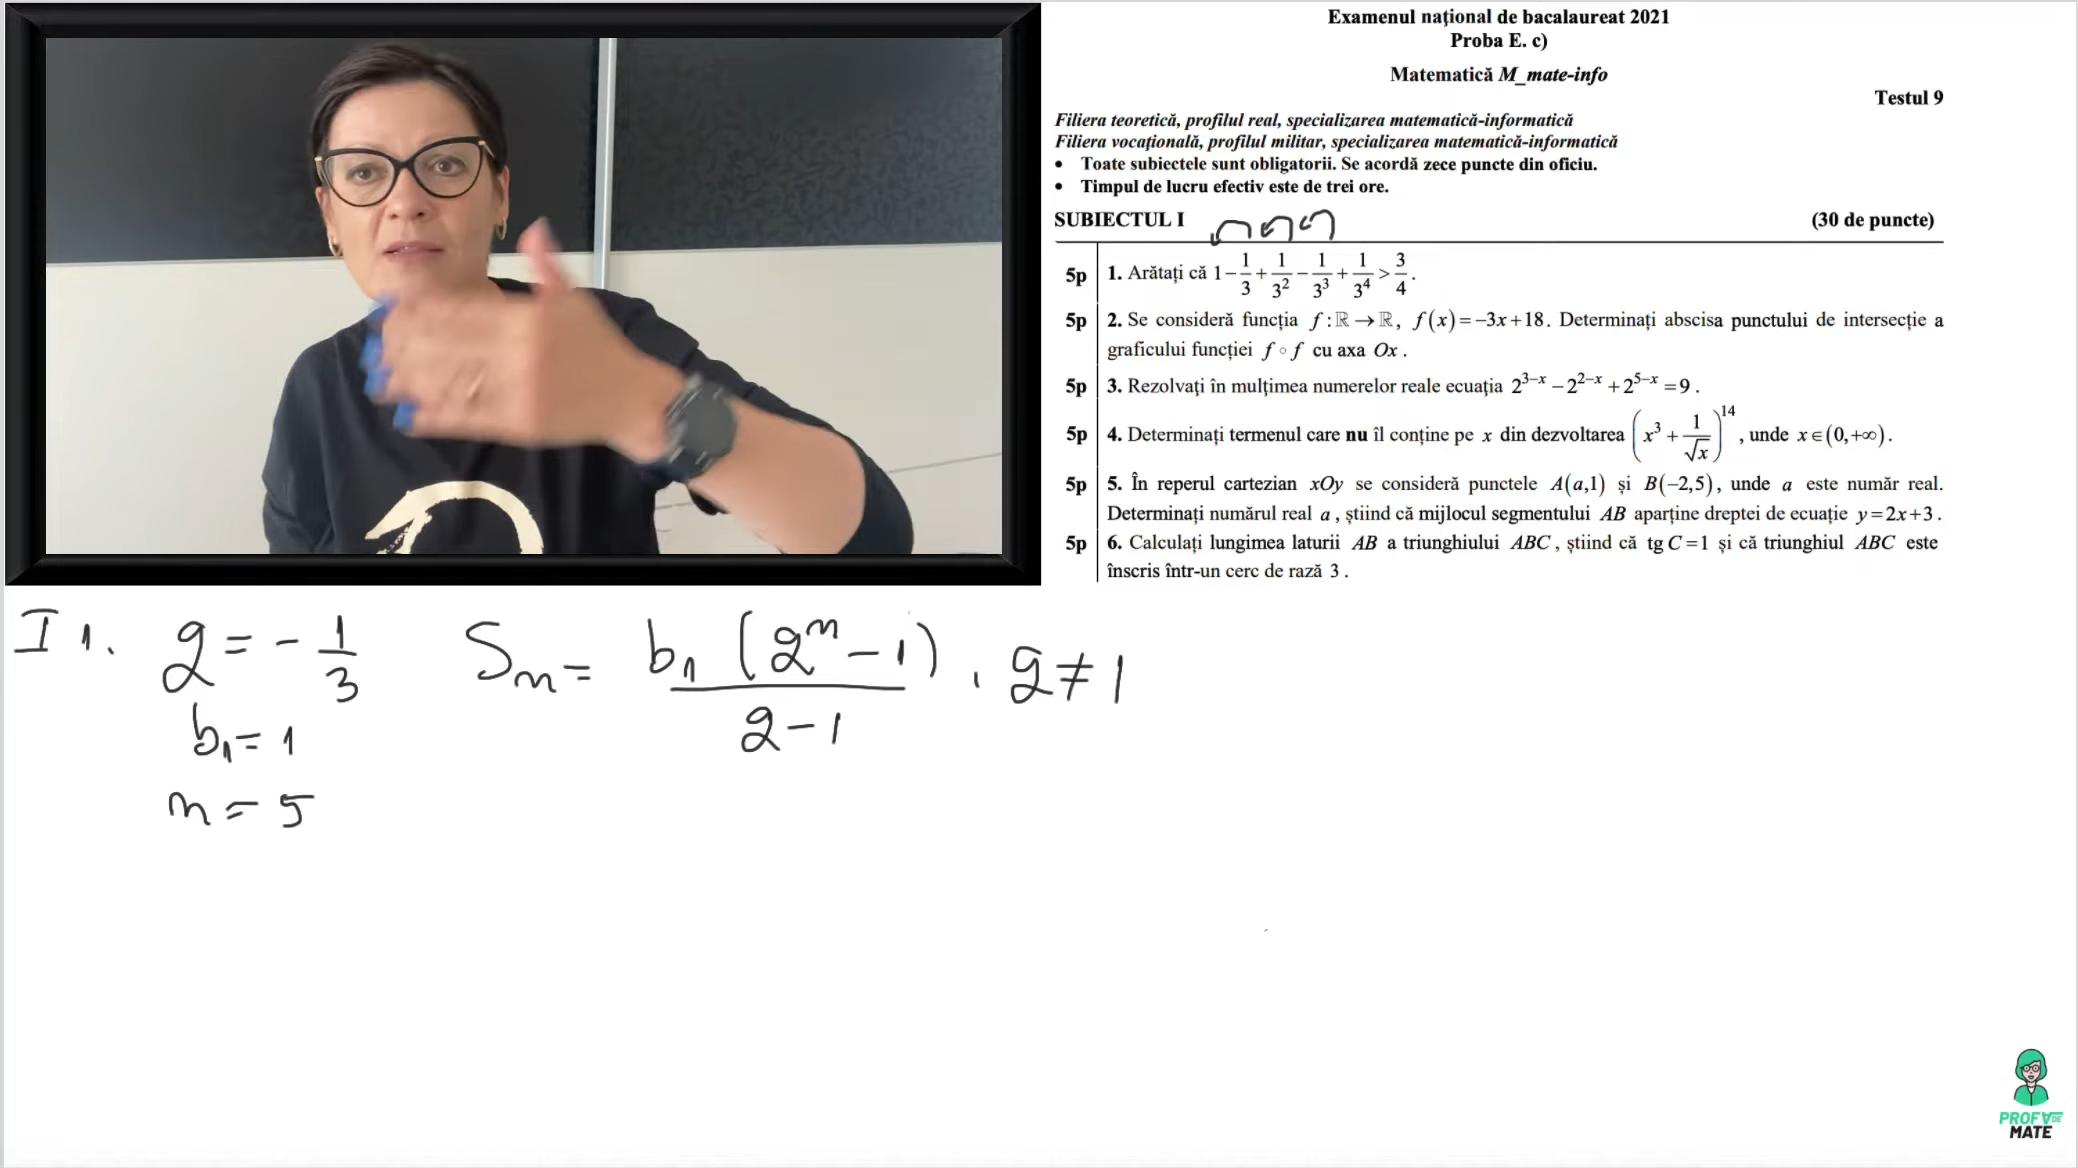 Examenul național de bacalaureat 2021
Proba E. c)
Matematică M_mate-info
Testul 9
Filiera teoretică, profilul real, specializarea matematică-informatică
Filiera vocațională, profilul militar, specializarea matematică-informatică
• Toate subiectele sunt obligatorii. Se acordă zece puncte din oficiu.
• Timpul de lucru efectiv este de trei ore.
SUBIECTUL I (30 de puncte)
5p 1. Arătați că 1 − 1/3 + 1/3² − 1/3³ + 1/3⁴ > 3/4 .
5p 2. Se consideră funcția f : ℝ → ℝ, f(x) = −3x + 18. Determinați abscisa punctului de intersecție a
graficului funcției f ∘ f cu axa Ox .
5p 3. Rezolvați în mulțimea numerelor reale ecuația 2^(3−x) − 2^(2−x) + 2^(5−x) = 9 .
5p 4. Determinați termenul care nu îl conține pe x din dezvoltarea (x³ + 1/√x)^14 , unde x ∈ (0, +∞) .
5p 5. În reperul cartezian xOy se consideră punctele A(a,1) și B(−2,5), unde a este număr real.
Determinați numărul real a , știind că mijlocul segmentului AB aparține dreptei de ecuație y = 2x + 3 .
5p 6. Calculați lungimea laturii AB a triunghiului ABC , știind că tg C = 1 și că triunghiul ABC este
înscris într-un cerc de rază 3 .
I 1. q = − 1/3 Sₙ = b₁ (qⁿ − 1) / (q − 1) , q ≠ 1
b₁ = 1
n = 5
PROFA DE
MATE